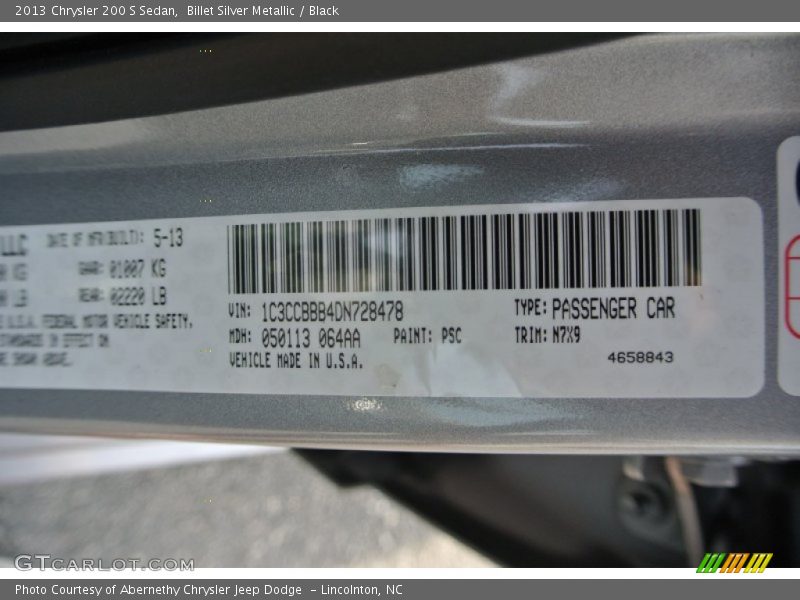 2013 Chrysler 200 S Sedan, Billet Silver Metallic / Black
LLC DATE OF MFR(BUILT): 5-13
KG GAWR: 01007 KG
LB REAR: 02220 LB
U.S.A. FEDERAL MOTOR VEHICLE SAFETY,
STANDARDS IN EFFECT ON
SHOWN ABOVE.
VIN: 1C3CCBBB4DN728478 TYPE: PASSENGER CAR
MDH: 050113 064AA PAINT: PSC TRIM: N7X9
VEHICLE MADE IN U.S.A. 4658843
GTCARLOT.COM
Photo Courtesy of Abernethy Chrysler Jeep Dodge - Lincolnton, NC